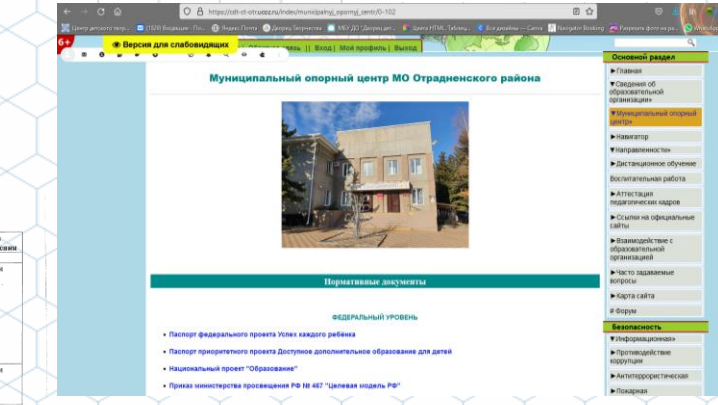 https://cdt-ct-otr.uoedu.ru/index/municipalnyj_opornyj_centr/0-102
6+
Версия для слабовидящих
Вход | Мой профиль | Выход
Муниципальный опорный центр МО Отрадненского района
Нормативные документы
ФЕДЕРАЛЬНЫЙ УРОВЕНЬ
Паспорт федерального проекта Успех каждого ребёнка
Паспорт приоритетного проекта Доступное дополнительное образование для детей
Национальный проект "Образование"
Приказ министерства просвещения РФ № 467 "Целевая модель РФ"
Основной раздел
Главная
Сведения об
образовательной
организации»
Муниципальный опорный
центр»
Навигатор
Направленности»
Дистанционное обучение
Воспитательная работа
Аттестация
педагогических кадров
Ссылки на официальные
сайты
Взаимодействие с
образовательной
организацией
Часто задаваемые
вопросы
Карта сайта
# Форум
Безопасность
Информационная»
Противодействие
коррупции
Антитеррористическая
Пожарная